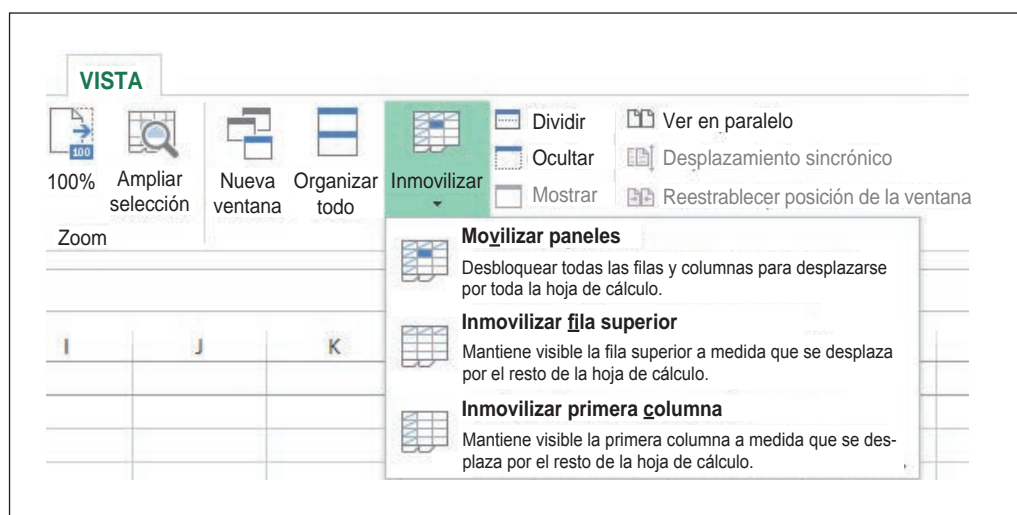 VISTA
100
100%
Ampliar
selección
Zoom
Nueva
ventana
Organizar
todo
Inmovilizar
Dividir
Ocultar
Mostrar
Ver en paralelo
Desplazamiento sincrónico
Reestrablecer posición de la ventana
Movilizar paneles
Desbloquear todas las filas y columnas para desplazarse
por toda la hoja de cálculo.
Inmovilizar fila superior
Mantiene visible la fila superior a medida que se desplaza
por el resto de la hoja de cálculo.
Inmovilizar primera columna
Mantiene visible la primera columna a medida que se des-
plaza por el resto de la hoja de cálculo.
I J K